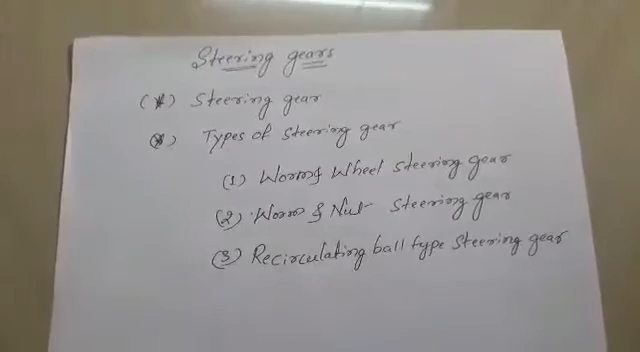 Steering gears
(*) Steering gear
(*) Types of Steering gear
(1) Worm & Wheel Steering gear
(2) Worm & Nut Steering gear
(3) Recirculating ball type Steering gear